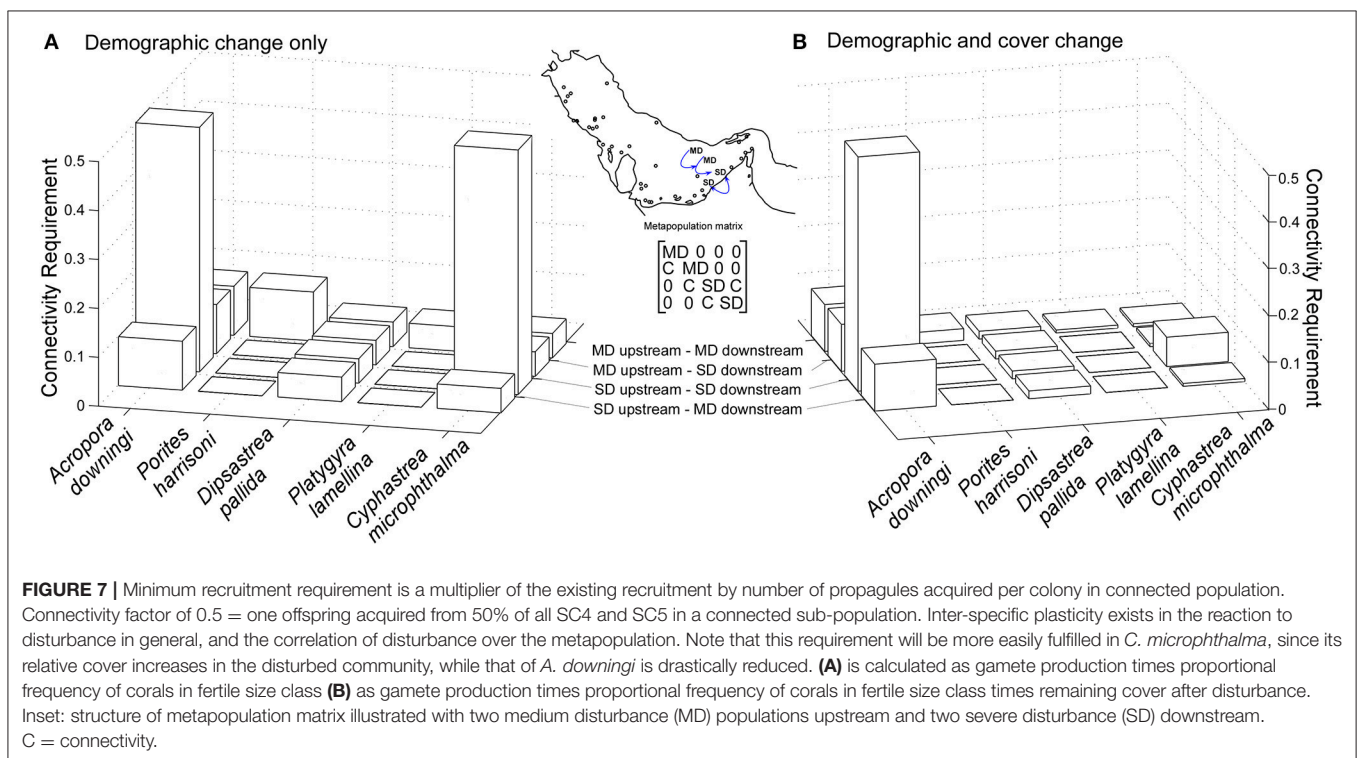 A Demographic change only
B Demographic and cover change
Connectivity Requirement
0.5
0.4
0.3
0.2
0.1
0
Acropora
downingi
Porites
harrisoni
Dipsastrea
pallida
Platygyra
lamellina
Cyphastrea
microphthalma
MD
MD
SD
SD
Metapopulation matrix
MD 0 0 0
C MD 0 0
0 C SD C
0 0 C SD
MD upstream - MD downstream
MD upstream - SD downstream
SD upstream - SD downstream
SD upstream - MD downstream
0.5
0.4
0.3
0.2
0.1
0
Connectivity Requirement
Acropora
downingi
Porites
harrisoni
Dipsastrea
pallida
Platygyra
lamellina
Cyphastrea
microphthalma
FIGURE 7 | Minimum recruitment requirement is a multiplier of the existing recruitment by number of propagules acquired per colony in connected population.
Connectivity factor of 0.5 = one offspring acquired from 50% of all SC4 and SC5 in a connected sub-population. Inter-specific plasticity exists in the reaction to
disturbance in general, and the correlation of disturbance over the metapopulation. Note that this requirement will be more easily fulfilled in C. microphthalma, since its
relative cover increases in the disturbed community, while that of A. downingi is drastically reduced. (A) is calculated as gamete production times proportional
frequency of corals in fertile size class (B) as gamete production times proportional frequency of corals in fertile size class times remaining cover after disturbance.
Inset: structure of metapopulation matrix illustrated with two medium disturbance (MD) populations upstream and two severe disturbance (SD) downstream.
C = connectivity.